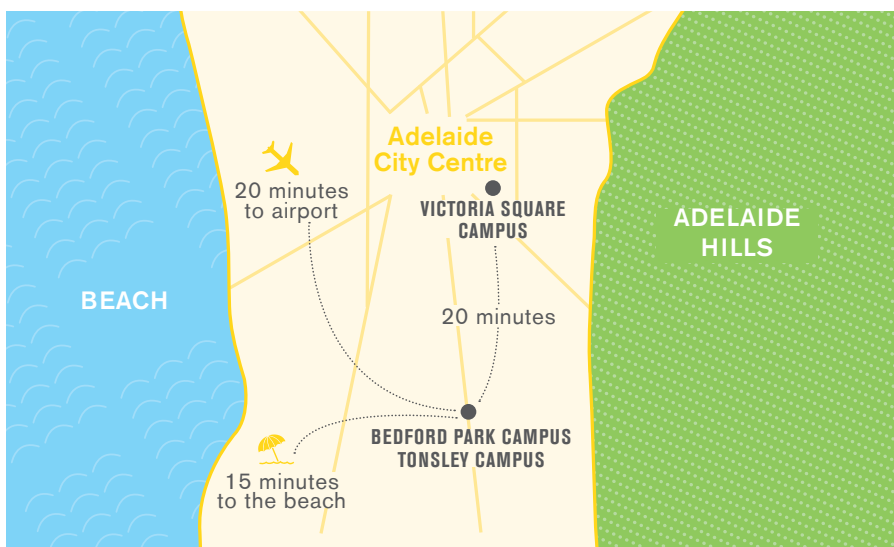 Adelaide
City Centre
20 minutes
to airport
VICTORIA SQUARE
CAMPUS
ADELAIDE
HILLS
BEACH
20 minutes
BEDFORD PARK CAMPUS
TONSLEY CAMPUS
15 minutes
to the beach